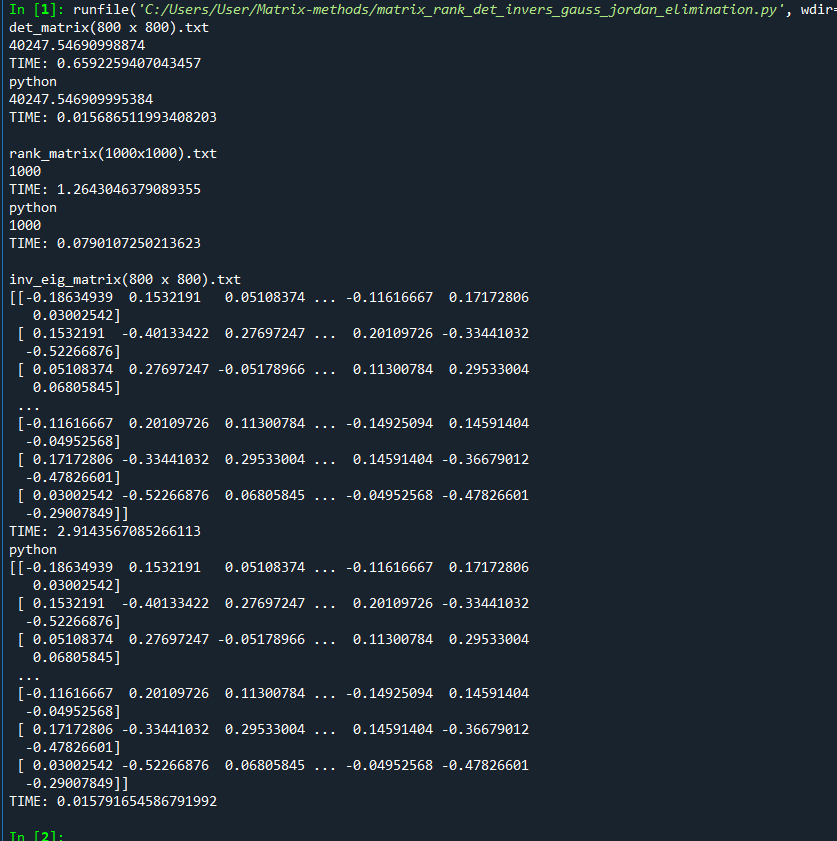 In [1]: runfile('C:/Users/User/Matrix-methods/matrix_rank_det_invers_gauss_jordan_elimination.py', wdir=
det_matrix(800 x 800).txt
40247.54690998874
TIME: 0.6592259407043457
python
40247.546909995384
TIME: 0.015686511993408203

rank_matrix(1000x1000).txt
1000
TIME: 1.2643046379089355
python
1000
TIME: 0.0790107250213623

inv_eig_matrix(800 x 800).txt
[[-0.18634939  0.1532191   0.05108374 ... -0.11616667  0.17172806
   0.03002542]
 [ 0.1532191  -0.40133422  0.27697247 ...  0.20109726 -0.33441032
  -0.52266876]
 [ 0.05108374  0.27697247 -0.05178966 ...  0.11300784  0.29533004
   0.06805845]
 ...
 [-0.11616667  0.20109726  0.11300784 ... -0.14925094  0.14591404
  -0.04952568]
 [ 0.17172806 -0.33441032  0.29533004 ...  0.14591404 -0.36679012
  -0.47826601]
 [ 0.03002542 -0.52266876  0.06805845 ... -0.04952568 -0.47826601
  -0.29007849]]
TIME: 2.9143567085266113
python
[[-0.18634939  0.1532191   0.05108374 ... -0.11616667  0.17172806
   0.03002542]
 [ 0.1532191  -0.40133422  0.27697247 ...  0.20109726 -0.33441032
  -0.52266876]
 [ 0.05108374  0.27697247 -0.05178966 ...  0.11300784  0.29533004
   0.06805845]
 ...
 [-0.11616667  0.20109726  0.11300784 ... -0.14925094  0.14591404
  -0.04952568]
 [ 0.17172806 -0.33441032  0.29533004 ...  0.14591404 -0.36679012
  -0.47826601]
 [ 0.03002542 -0.52266876  0.06805845 ... -0.04952568 -0.47826601
  -0.29007849]]
TIME: 0.015791654586791992

In [2]: